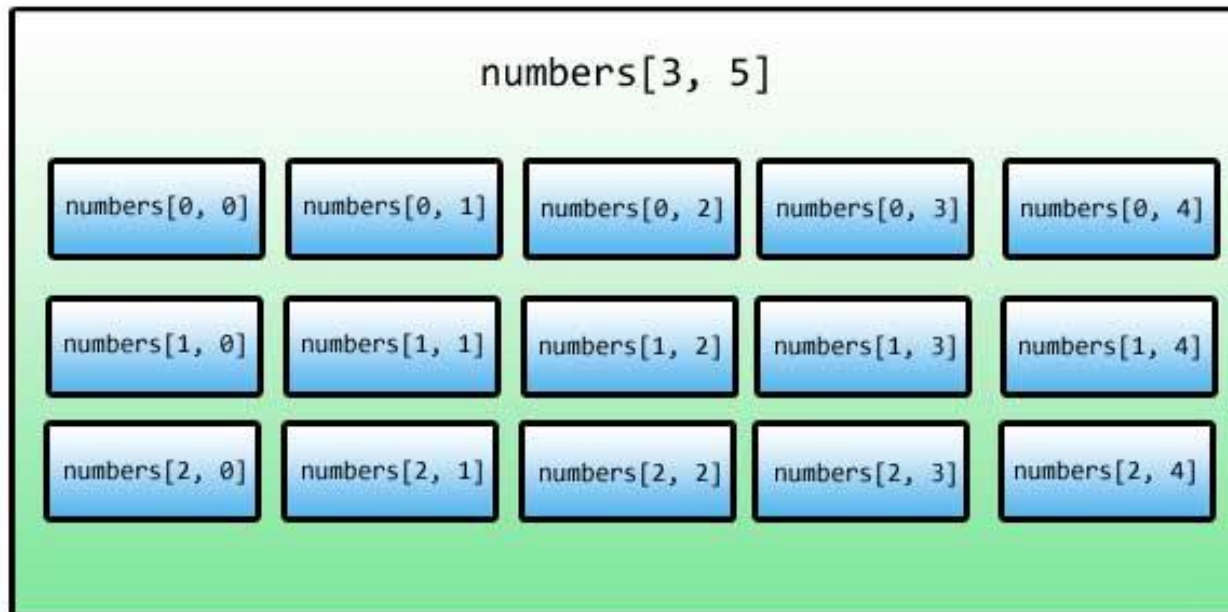 numbers[3, 5]
numbers[0, 0] numbers[0, 1] numbers[0, 2] numbers[0, 3] numbers[0, 4]
numbers[1, 0] numbers[1, 1] numbers[1, 2] numbers[1, 3] numbers[1, 4]
numbers[2, 0] numbers[2, 1] numbers[2, 2] numbers[2, 3] numbers[2, 4]